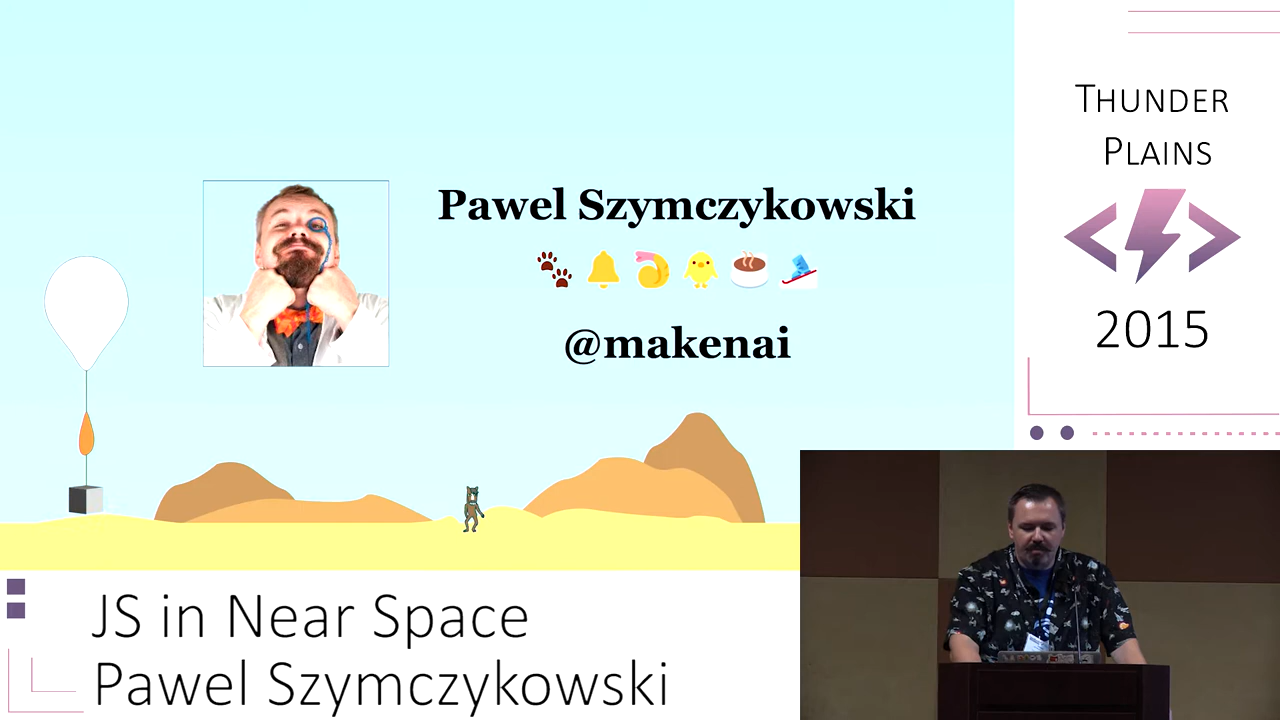 Pawel Szymczykowski
@makenai
THUNDER
PLAINS
2015
JS in Near Space
Pawel Szymczykowski